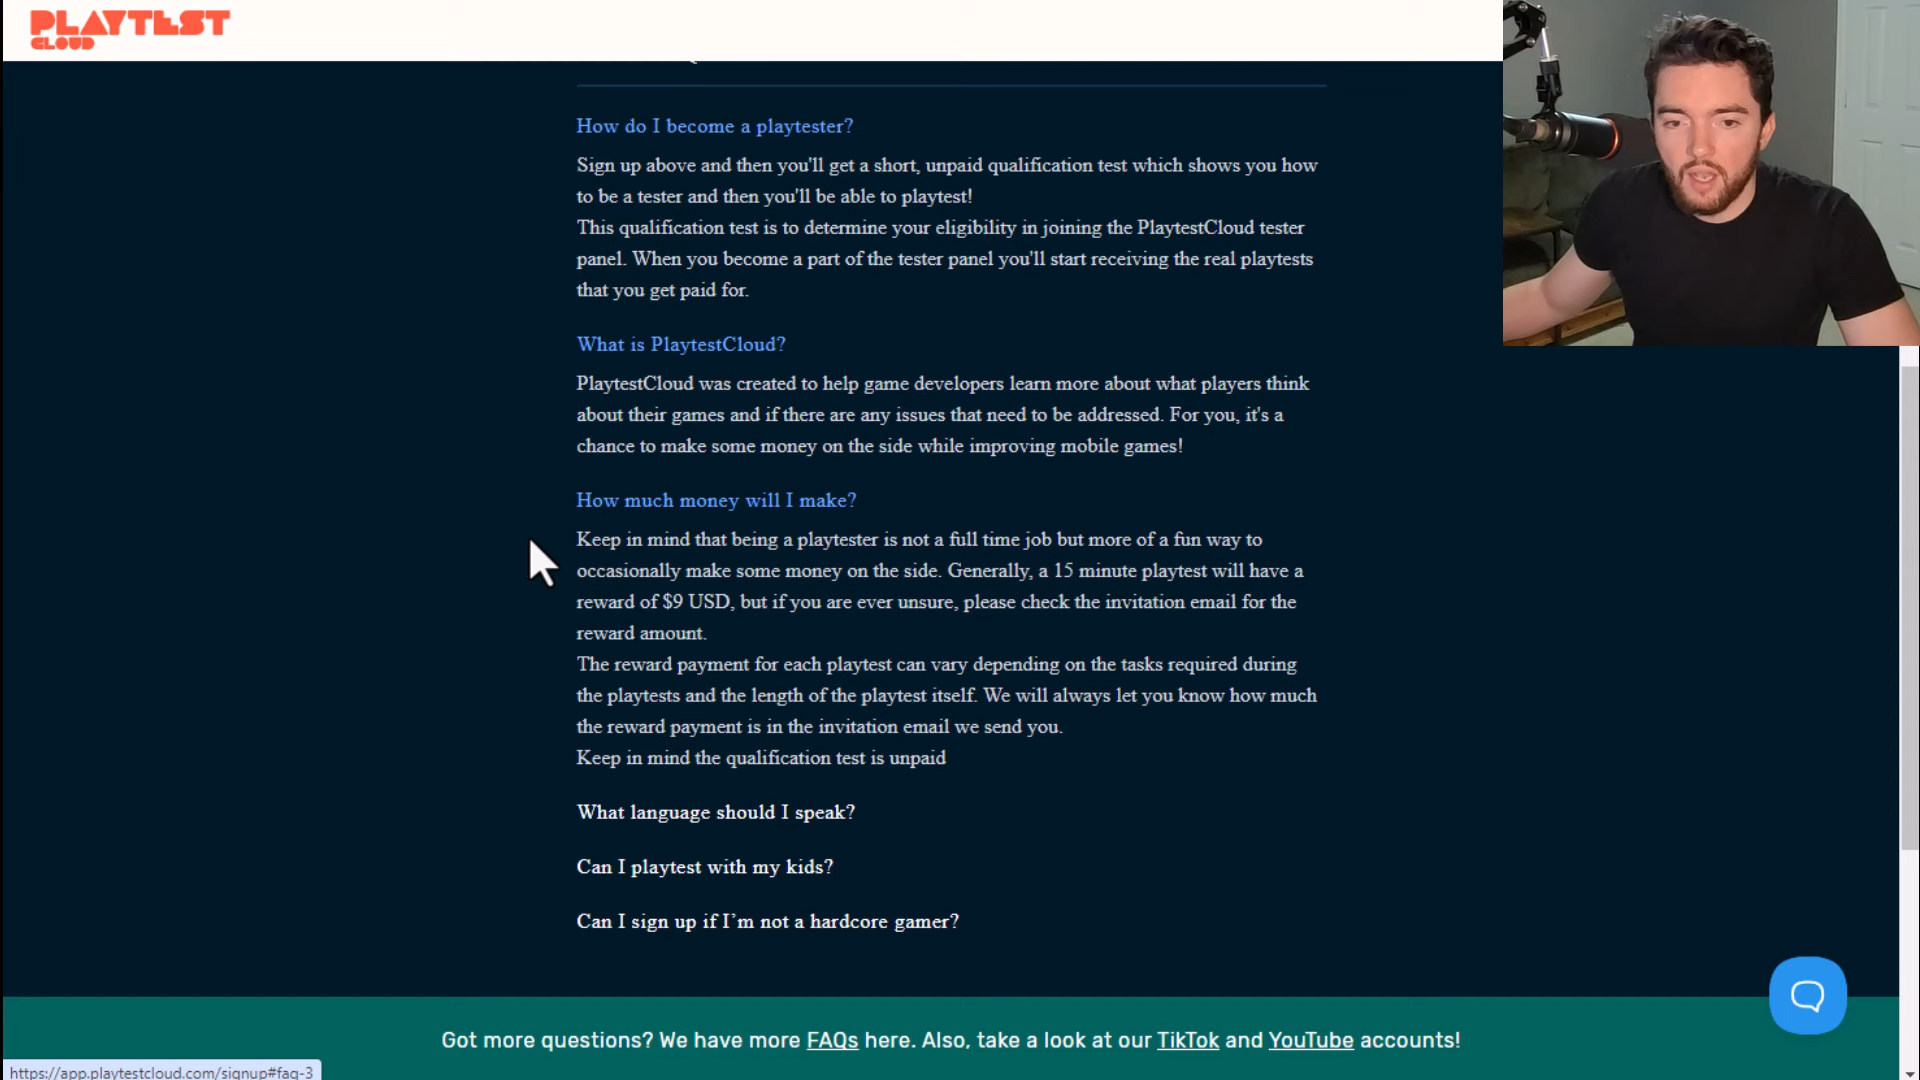 PLAYTEST
CLOUD
How do I become a playtester?
Sign up above and then you'll get a short, unpaid qualification test which shows you how
to be a tester and then you'll be able to playtest!
This qualification test is to determine your eligibility in joining the PlaytestCloud tester
panel. When you become a part of the tester panel you'll start receiving the real playtests
that you get paid for.
What is PlaytestCloud?
PlaytestCloud was created to help game developers learn more about what players think
about their games and if there are any issues that need to be addressed. For you, it's a
chance to make some money on the side while improving mobile games!
How much money will I make?
Keep in mind that being a playtester is not a full time job but more of a fun way to
occasionally make some money on the side. Generally, a 15 minute playtest will have a
reward of $9 USD, but if you are ever unsure, please check the invitation email for the
reward amount.
The reward payment for each playtest can vary depending on the tasks required during
the playtests and the length of the playtest itself. We will always let you know how much
the reward payment is in the invitation email we send you.
Keep in mind the qualification test is unpaid
What language should I speak?
Can I playtest with my kids?
Can I sign up if I’m not a hardcore gamer?
Got more questions? We have more FAQs here. Also, take a look at our TikTok and YouTube accounts!
https://app.playtestcloud.com/signup#faq-3